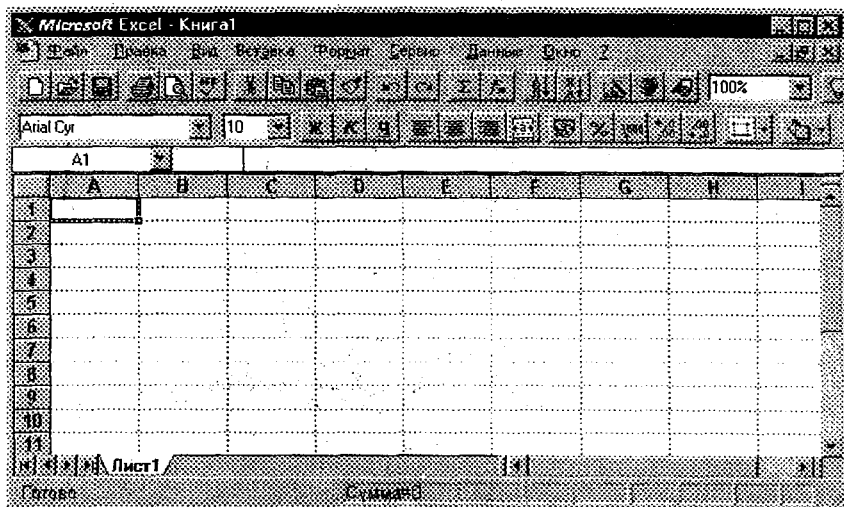 Microsoft Excel - Книга1
Файл Правка Вид Вставка Формат Сервис Данные Окно ?
100%
Arial Cyr 10 Ж К Ч
A1
A B C D E F G H I
1
2
3
4
5
6
7
8
9
10
11
Лист1
Готово Сумма=0